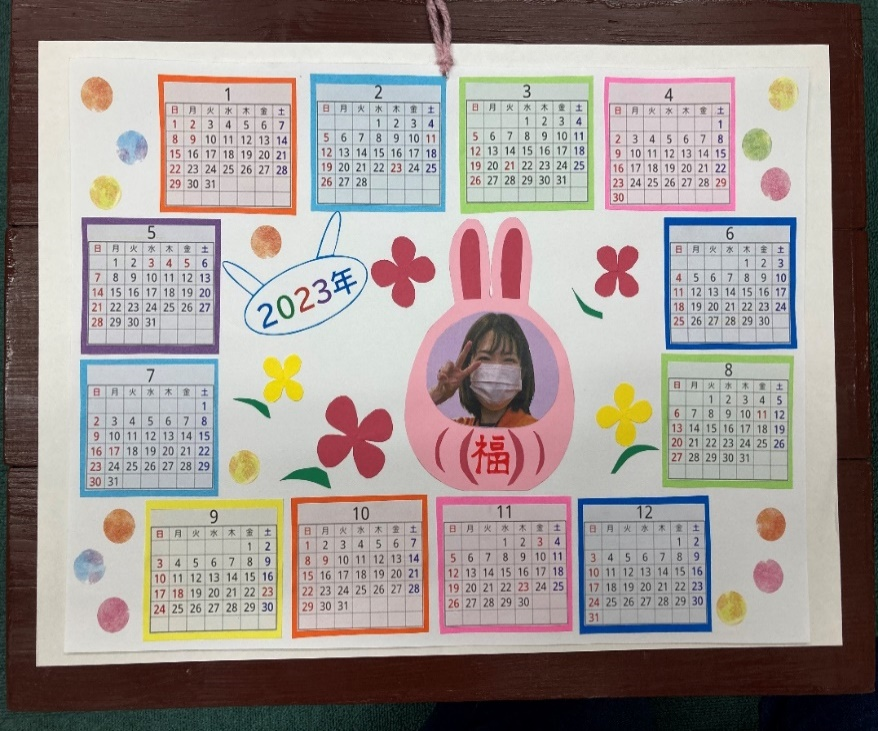 1
日 月 火 水 木 金 土
1 2 3 4 5 6 7
8 9 10 11 12 13 14
15 16 17 18 19 20 21
22 23 24 25 26 27 28
29 30 31
2
日 月 火 水 木 金 土
1 2 3 4
5 6 7 8 9 10 11
12 13 14 15 16 17 18
19 20 21 22 23 24 25
26 27 28
3
日 月 火 水 木 金 土
1 2 3 4
5 6 7 8 9 10 11
12 13 14 15 16 17 18
19 20 21 22 23 24 25
26 27 28 29 30 31
4
日 月 火 水 木 金 土
1
2 3 4 5 6 7 8
9 10 11 12 13 14 15
16 17 18 19 20 21 22
23 24 25 26 27 28 29
30
5
日 月 火 水 木 金 土
1 2 3 4 5 6
7 8 9 10 11 12 13
14 15 16 17 18 19 20
21 22 23 24 25 26 27
28 29 30 31
2023年
6
日 月 火 水 木 金 土
1 2 3
4 5 6 7 8 9 10
11 12 13 14 15 16 17
18 19 20 21 22 23 24
25 26 27 28 29 30
7
日 月 火 水 木 金 土
1
2 3 4 5 6 7 8
9 10 11 12 13 14 15
16 17 18 19 20 21 22
23 24 25 26 27 28 29
30 31
福
8
日 月 火 水 木 金 土
1 2 3 4 5
6 7 8 9 10 11 12
13 14 15 16 17 18 19
20 21 22 23 24 25 26
27 28 29 30 31
9
日 月 火 水 木 金 土
1 2
3 4 5 6 7 8 9
10 11 12 13 14 15 16
17 18 19 20 21 22 23
24 25 26 27 28 29 30
10
日 月 火 水 木 金 土
1 2 3 4 5 6 7
8 9 10 11 12 13 14
15 16 17 18 19 20 21
22 23 24 25 26 27 28
29 30 31
11
日 月 火 水 木 金 土
1 2 3 4
5 6 7 8 9 10 11
12 13 14 15 16 17 18
19 20 21 22 23 24 25
26 27 28 29 30
12
日 月 火 水 木 金 土
1 2
3 4 5 6 7 8 9
10 11 12 13 14 15 16
17 18 19 20 21 22 23
24 25 26 27 28 29 30
31